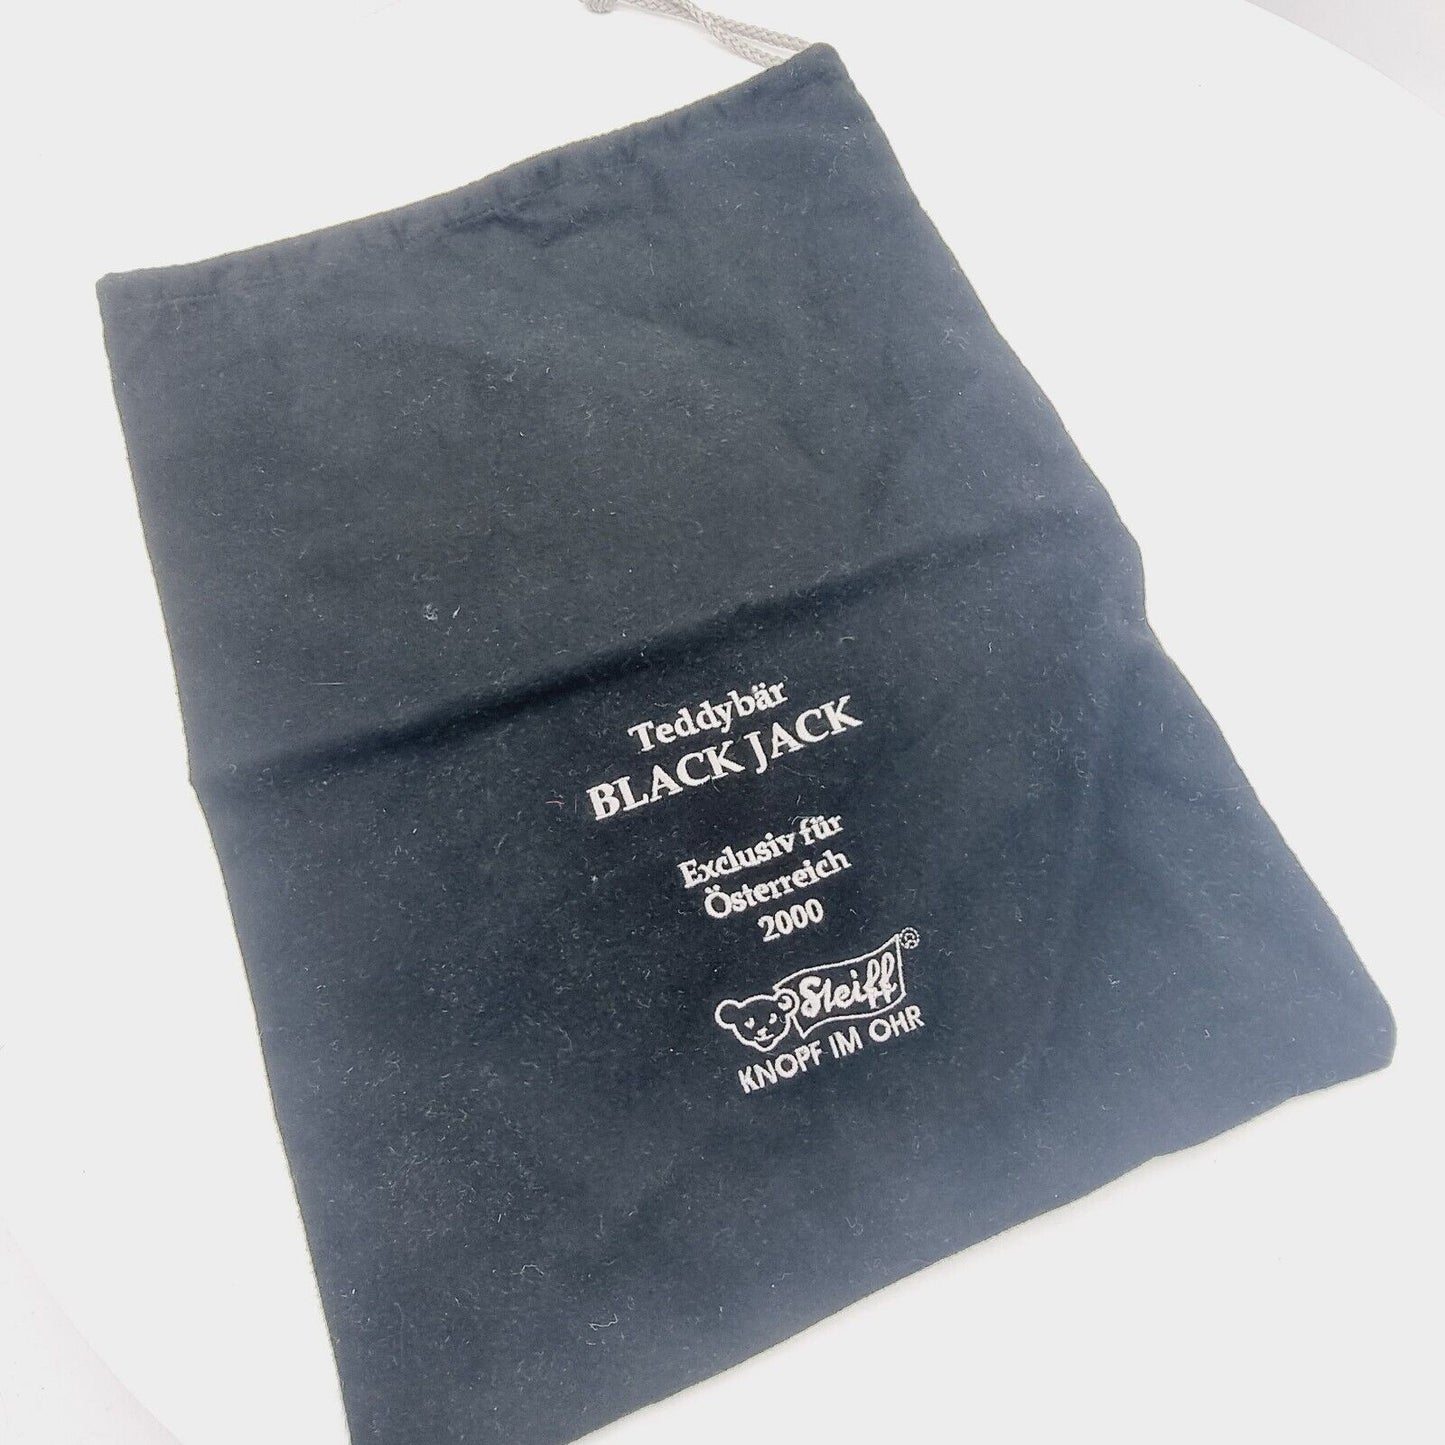 Teddybär
BLACK JACK
Exclusiv für
Österreich
2000
Steiff ®
KNOPF IM OHR